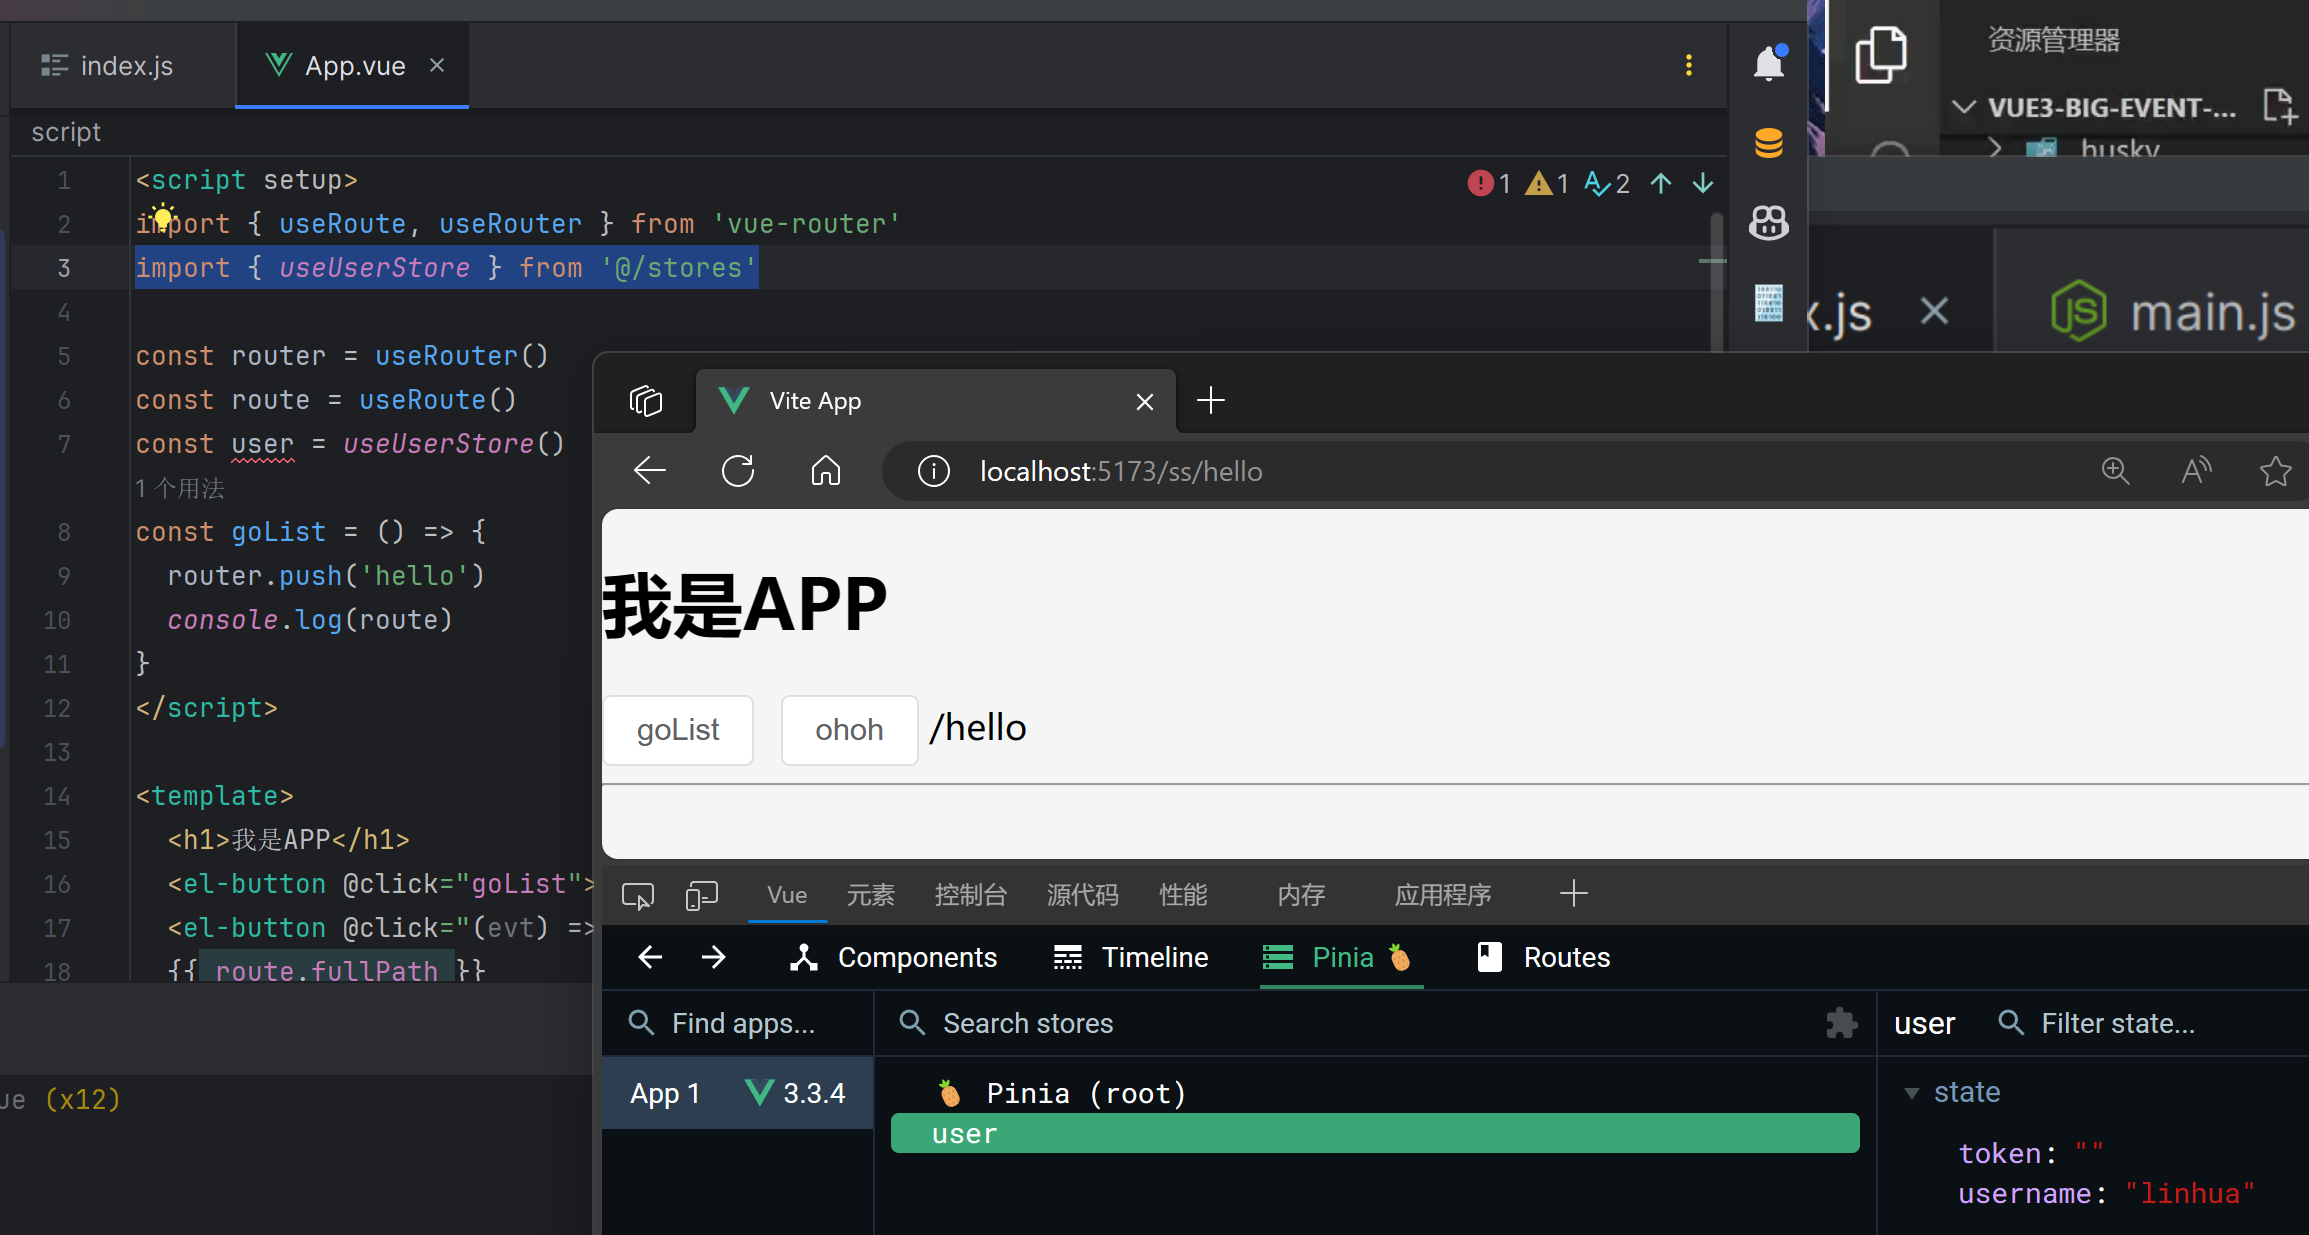 index.js
App.vue
script
1 1 2
1 <script setup>
2 import { useRoute, useRouter } from 'vue-router'
3 import { useUserStore } from '@/stores'
4
5 const router = useRouter()
6 const route = useRoute()
7 const user = useUserStore()
1 个用法
8 const goList = () => {
9 router.push('hello')
10 console.log(route)
11 }
12 </script>
13
14 <template>
15 <h1>我是APP</h1>
16 <el-button @click="goList">
17 <el-button @click="(evt) =>
18 {{ route.fullPath }}
ue (x12)
资源管理器
VUE3-BIG-EVENT-...
husky
x.js
main.js
Vite App
localhost:5173/ss/hello
我是APP
goList
ohoh
/hello
Vue 元素 控制台 源代码 性能 内存 应用程序
Components Timeline Pinia Routes
Find apps...
Search stores
user
Filter state...
App 1 3.3.4
Pinia (root)
user
state
token: ""
username: "linhua"